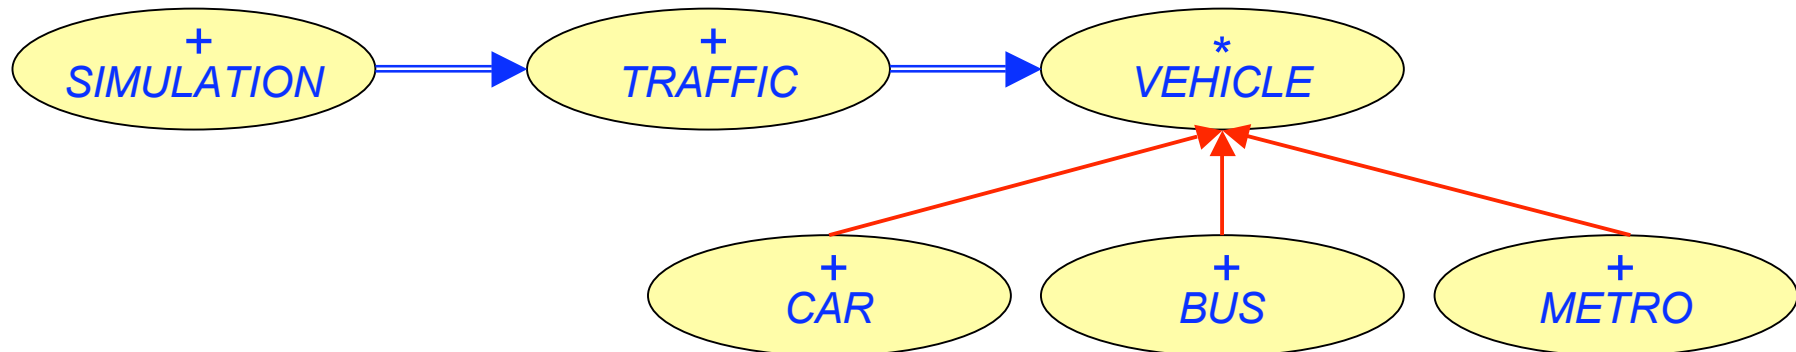 +
SIMULATION
+
TRAFFIC
*
VEHICLE
+
CAR
+
BUS
+
METRO